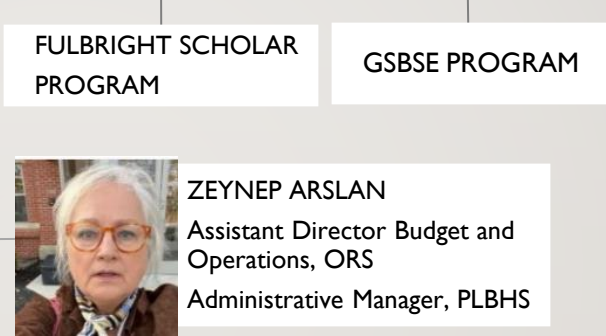 FULBRIGHT SCHOLAR
PROGRAM
GSBSE PROGRAM
ZEYNEP ARSLAN
Assistant Director Budget and
Operations, ORS
Administrative Manager, PLBHS